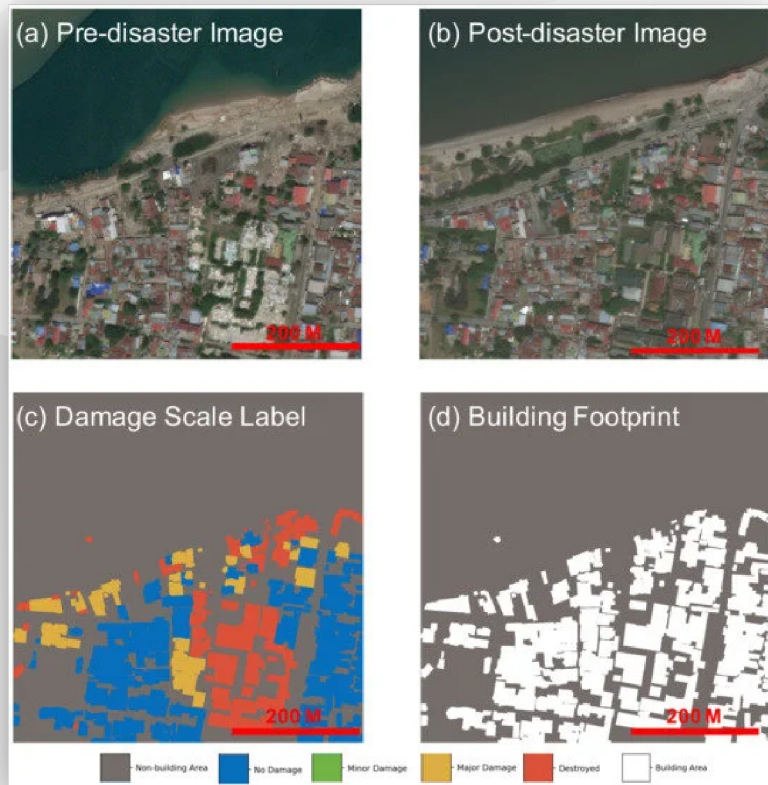 (a) Pre-disaster Image
(b) Post-disaster Image
200 M
200 M
(c) Damage Scale Label
(d) Building Footprint
200 M
200 M
Non-building Area
No Damage
Minor Damage
Major Damage
Destroyed
Building Area